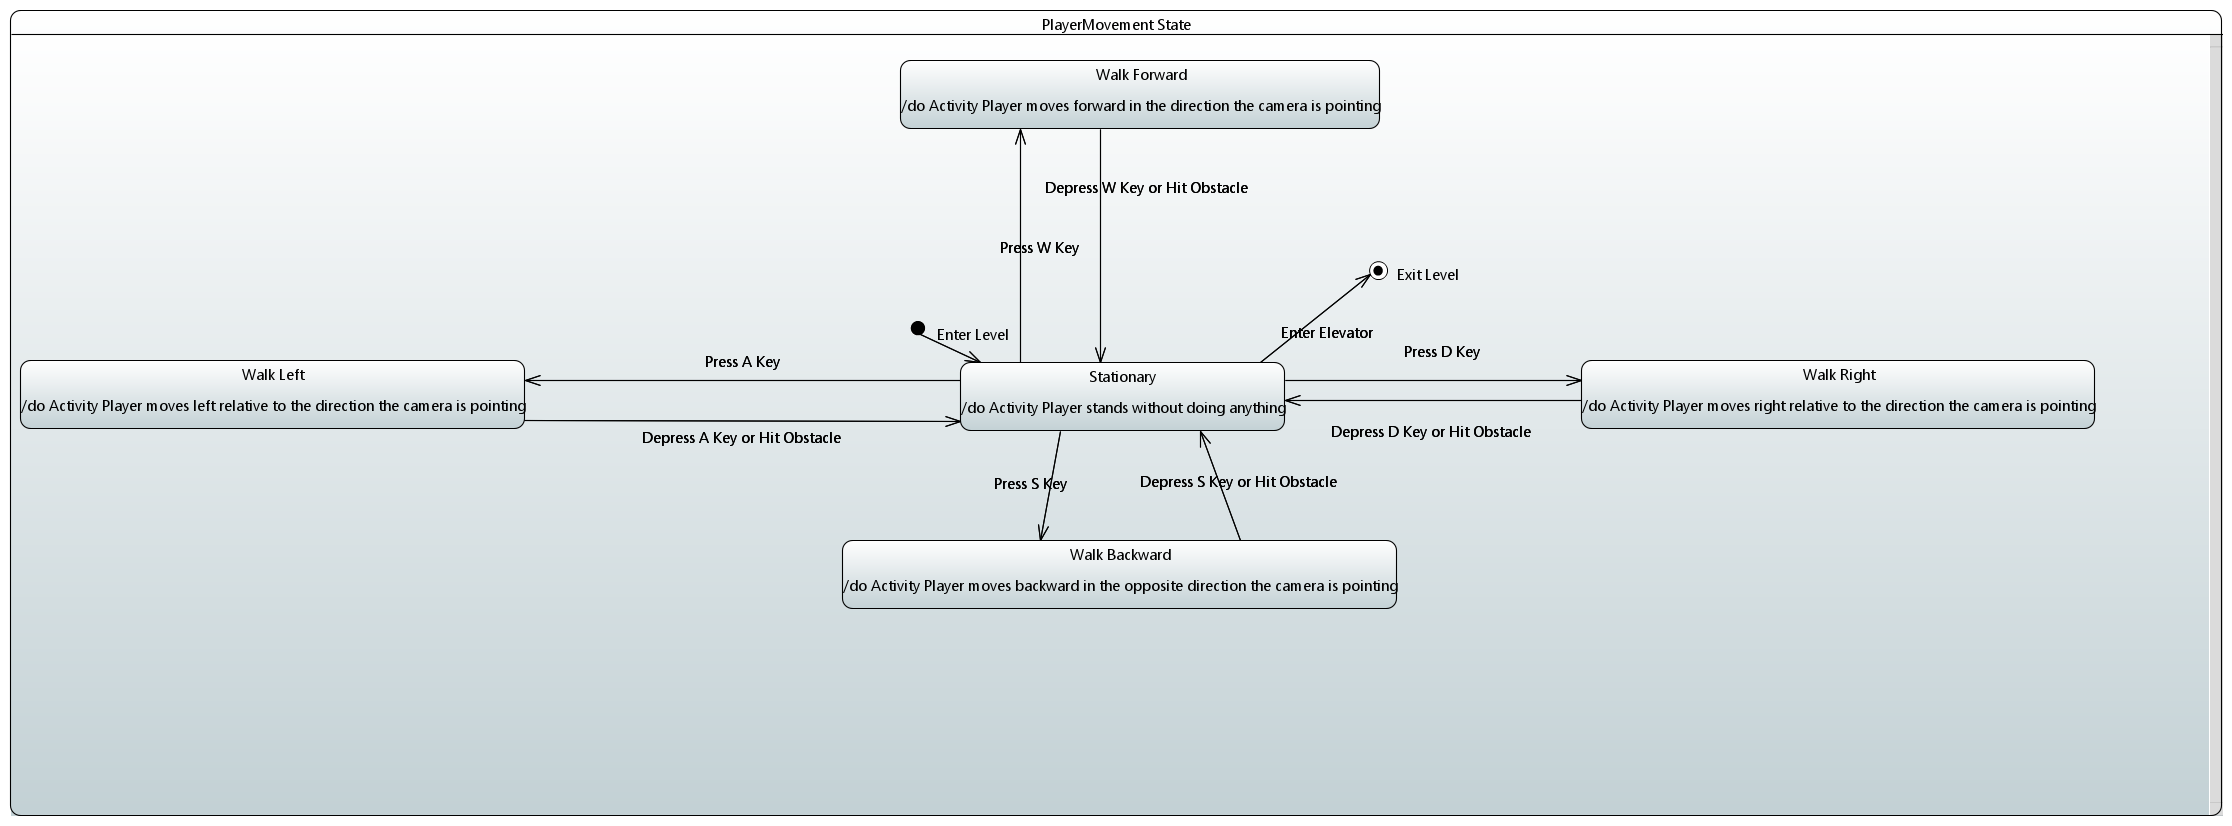 PlayerMovement State
Walk Forward
/do Activity Player moves forward in the direction the camera is pointing
Depress W Key or Hit Obstacle
Press W Key
Exit Level
Enter Level
Enter Elevator
Press A Key
Press D Key
Walk Left
/do Activity Player moves left relative to the direction the camera is pointing
Stationary
/do Activity Player stands without doing anything
Walk Right
/do Activity Player moves right relative to the direction the camera is pointing
Depress A Key or Hit Obstacle
Depress D Key or Hit Obstacle
Press S Key
Depress S Key or Hit Obstacle
Walk Backward
/do Activity Player moves backward in the opposite direction the camera is pointing